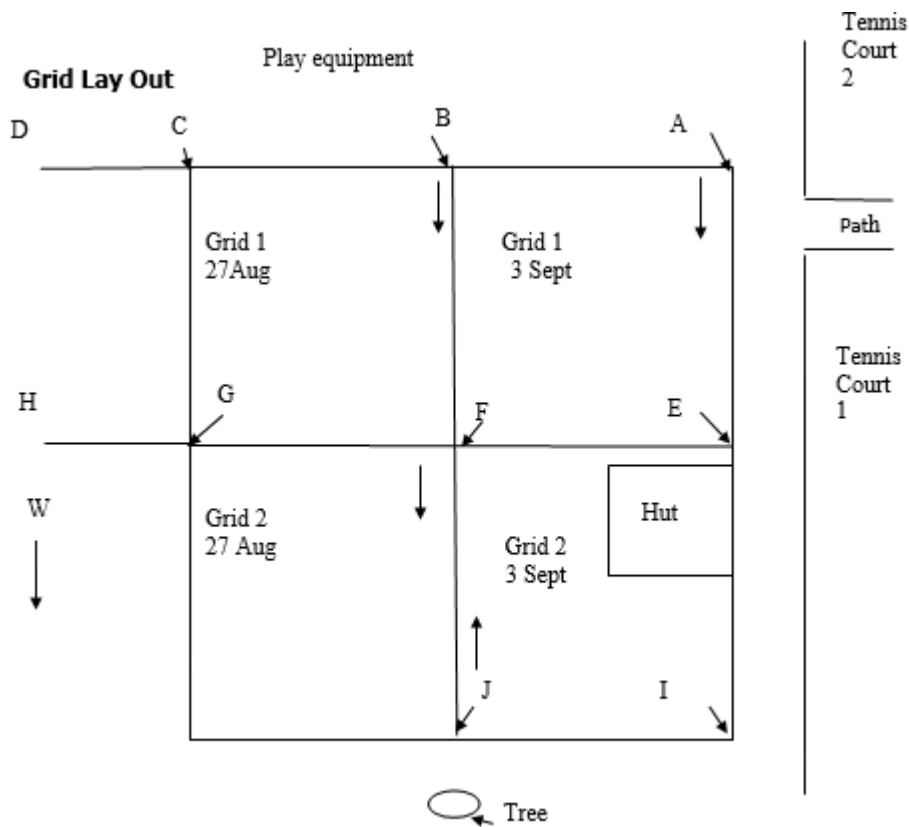 Tennis
Court
2
Play equipment
Grid Lay Out
D
C
B
A
Path
Grid 1
27Aug
Grid 1
3 Sept
Tennis
Court
1
H
G
F
E
W
Hut
Grid 2
27 Aug
Grid 2
3 Sept
J
I
Tree